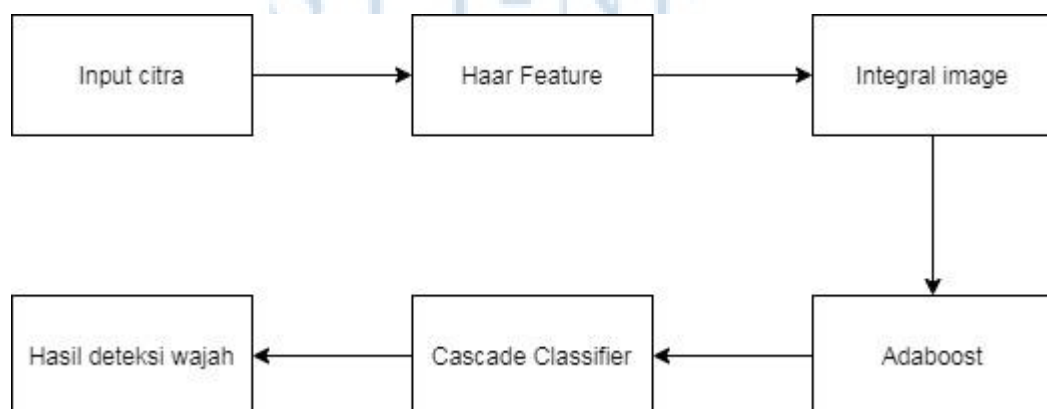 Input citra
Haar Feature
Integral image
Adaboost
Cascade Classifier
Hasil deteksi wajah